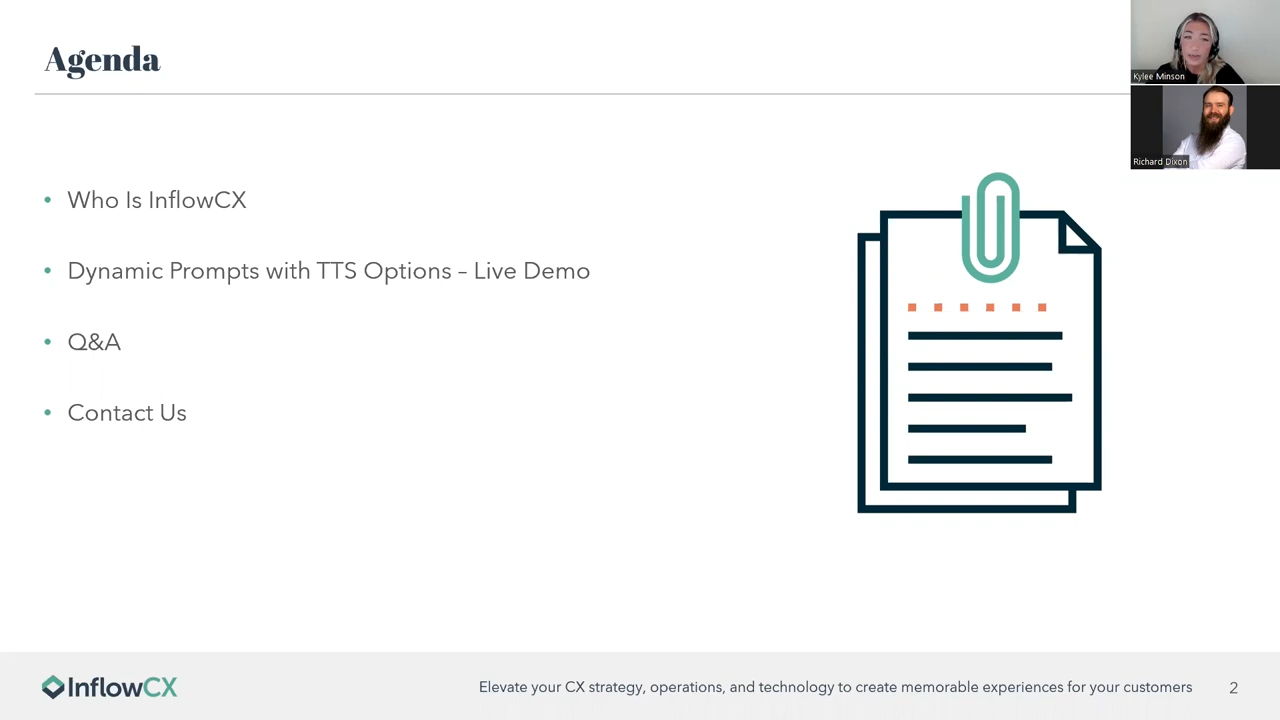 Agenda
Kylee Minson
Richard Dixon
• Who Is InflowCX
• Dynamic Prompts with TTS Options – Live Demo
• Q&A
• Contact Us
InflowCX
Elevate your CX strategy, operations, and technology to create memorable experiences for your customers
2